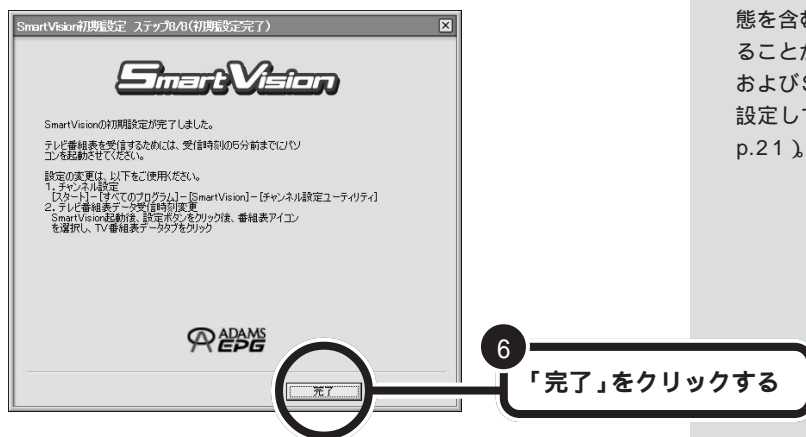 SmartVision初期設定 ステップ8/8(初期設定完了)
SmartVision
SmartVisionの初期設定が完了しました。
テレビ番組表を受信するためには、受信時刻の5分前までにパソ
コンを起動させてください。
設定の変更は、以下をご使用ください。
1. チャンネル設定
[スタート]-[すべてのプログラム]-[SmartVision]-[チャンネル設定ユーティリティ]
2. テレビ番組表データ受信時刻変更
SmartVision起動後、設定ボタンをクリック後、番組表アイコン
を選択し、TV番組表データタブをクリック
ADAMS
EPG
完了
6
「完了」をクリックする
態を含む
ることが
および
設定して
p.21)。